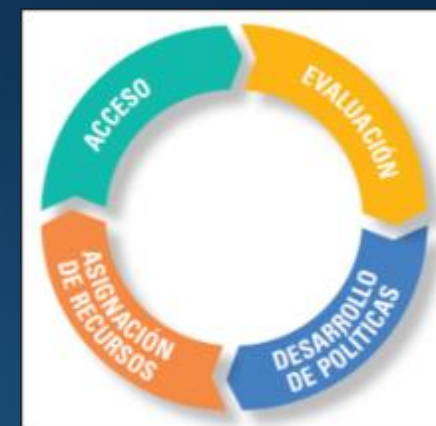 ACCESO
EVALUACIÓN
DESARROLLO
DE POLÍTICAS
ASIGNACIÓN
DE RECURSOS